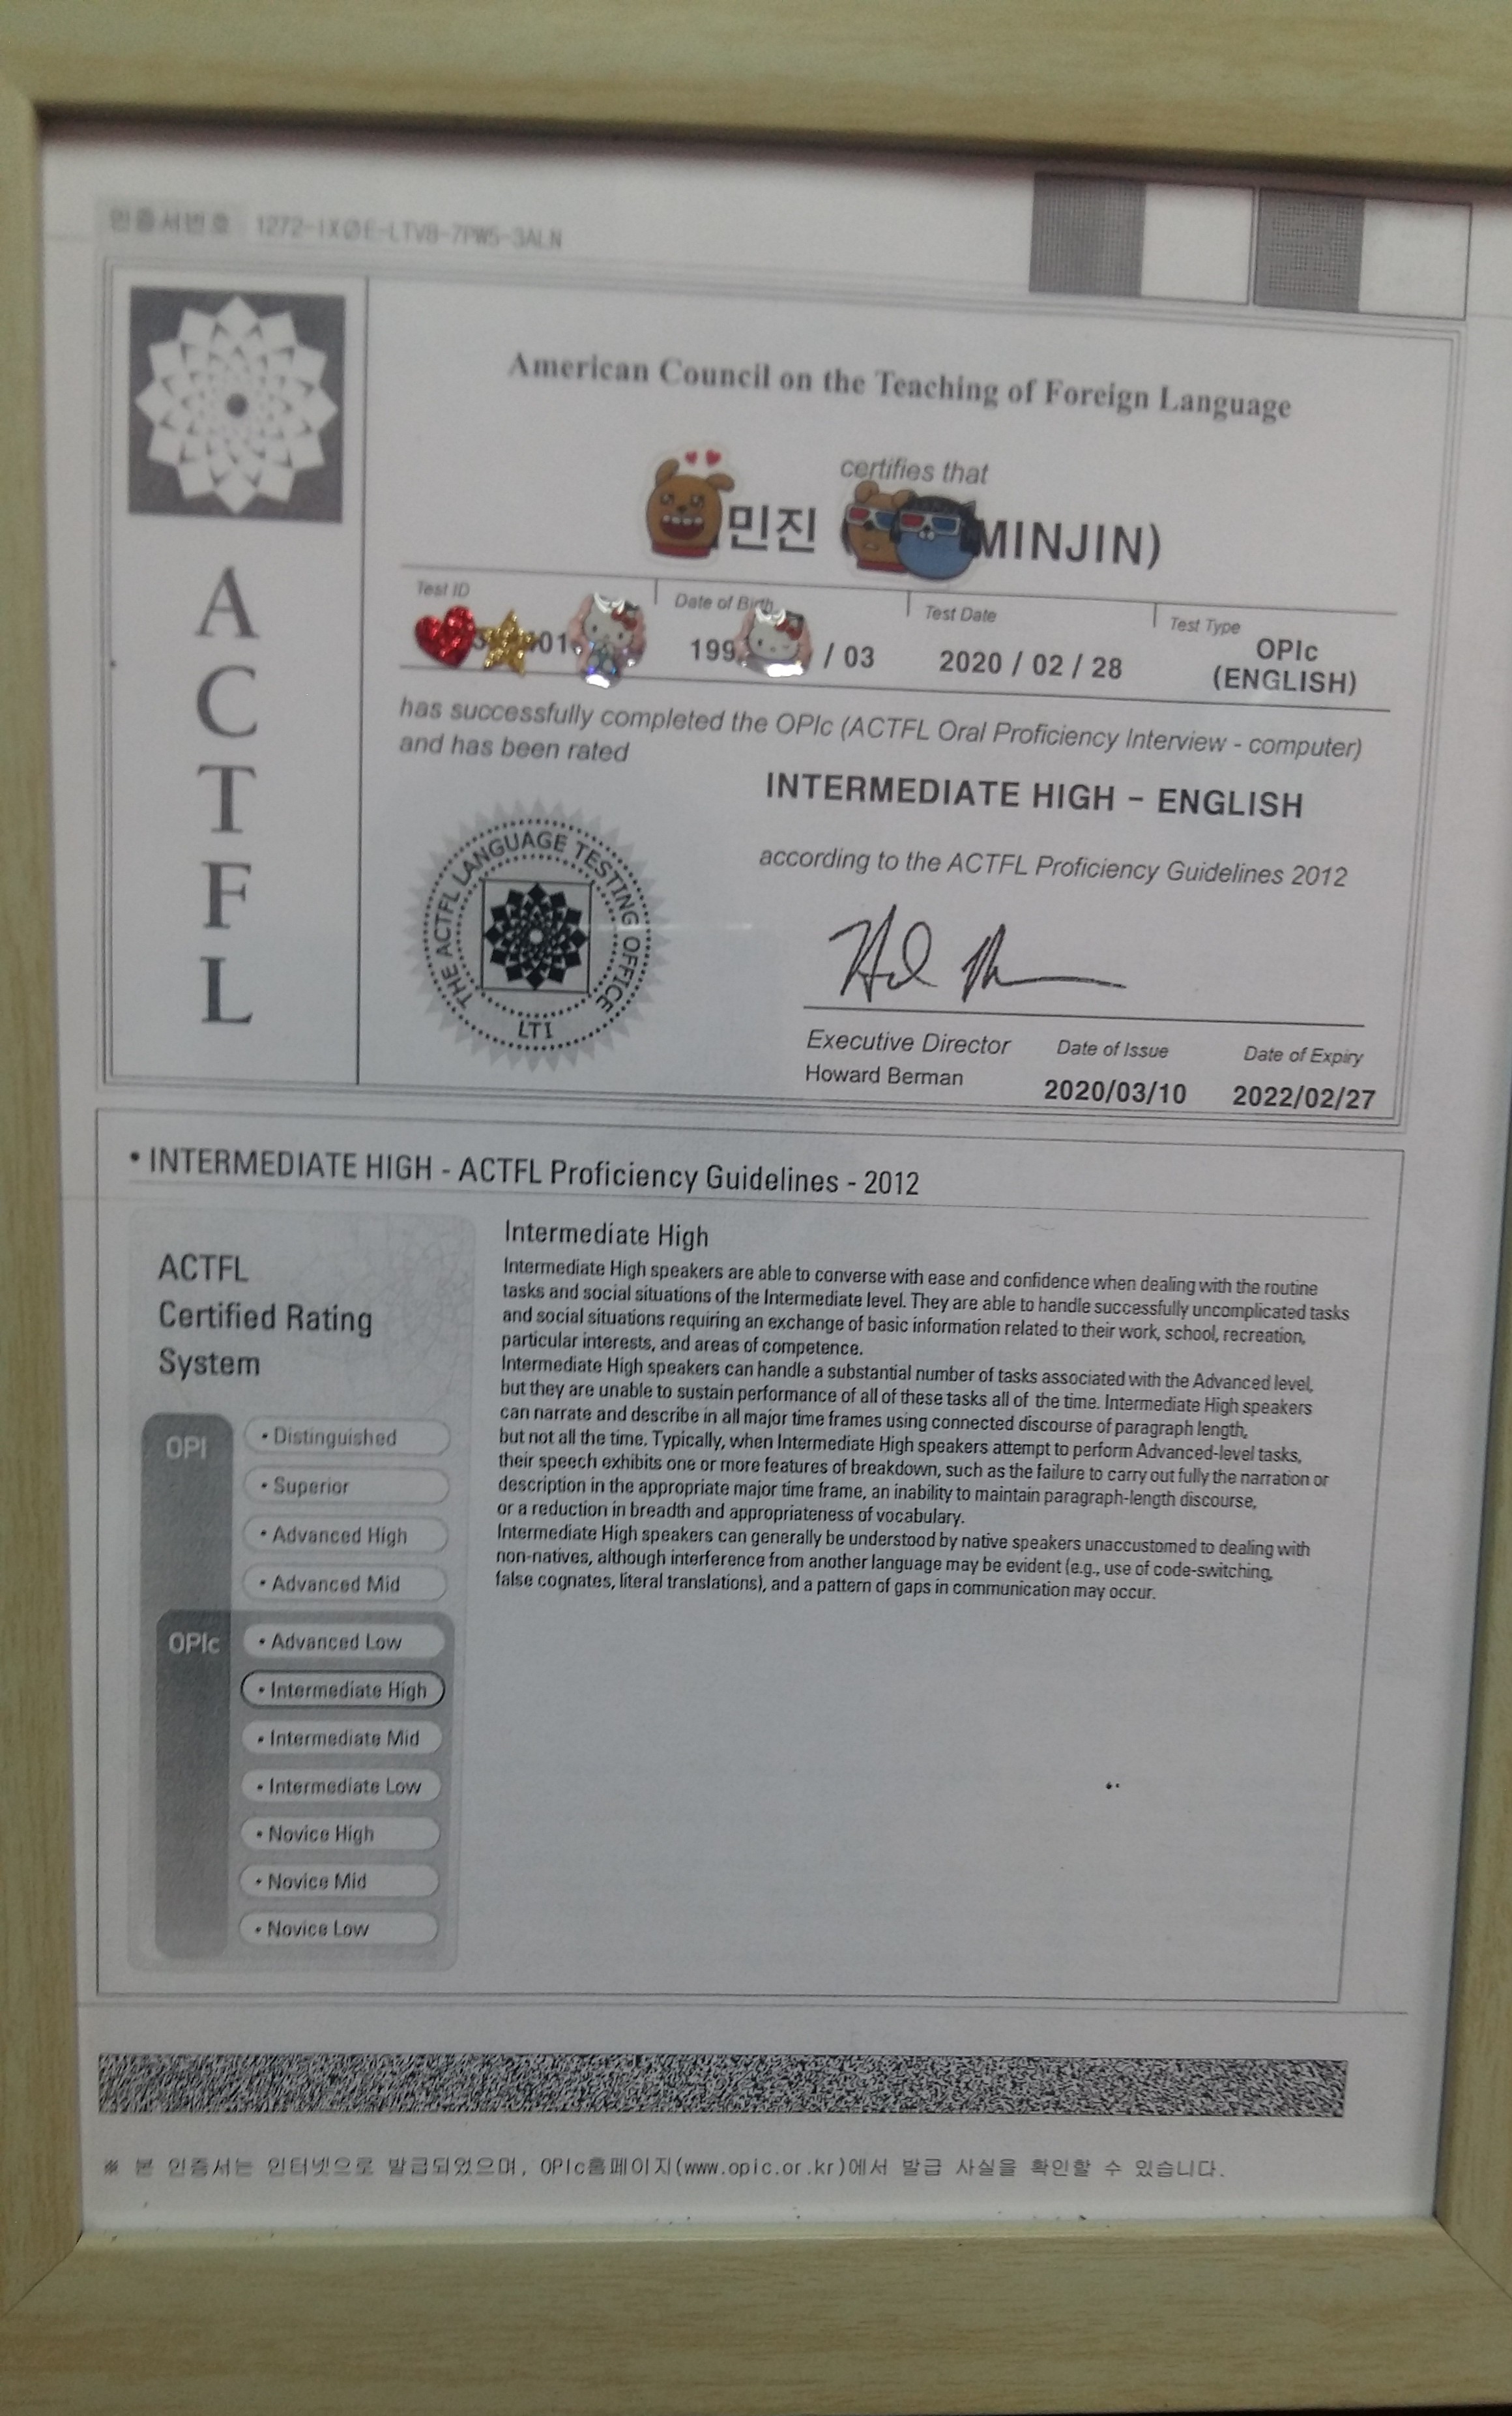 인증서번호 1272-IX0E-LTVB-7PW5-3ALN
American Council on the Teaching of Foreign Language
certifies that
민진 MINJIN)
Test ID Date of Birth Test Date Test Type
01 199 / 03 2020 / 02 / 28 OPIc
(ENGLISH)
has successfully completed the OPIc (ACTFL Oral Proficiency Interview - computer)
and has been rated
INTERMEDIATE HIGH - ENGLISH
according to the ACTFL Proficiency Guidelines 2012
A
C
T
F
L
THE ACTFL LANGUAGE TESTING OFFICE
LTI
Executive Director Date of Issue Date of Expiry
Howard Berman 2020/03/10 2022/02/27
• INTERMEDIATE HIGH - ACTFL Proficiency Guidelines - 2012
ACTFL
Certified Rating
System
OPI
• Distinguished
• Superior
• Advanced High
• Advanced Mid
OPIc
• Advanced Low
• Intermediate High
• Intermediate Mid
• Intermediate Low
• Novice High
• Novice Mid
• Novice Low
Intermediate High
Intermediate High speakers are able to converse with ease and confidence when dealing with the routine
tasks and social situations of the Intermediate level. They are able to handle successfully uncomplicated tasks
and social situations requiring an exchange of basic information related to their work, school, recreation,
particular interests, and areas of competence.
Intermediate High speakers can handle a substantial number of tasks associated with the Advanced level,
but they are unable to sustain performance of all of these tasks all of the time. Intermediate High speakers
can narrate and describe in all major time frames using connected discourse of paragraph length,
but not all the time. Typically, when Intermediate High speakers attempt to perform Advanced-level tasks,
their speech exhibits one or more features of breakdown, such as the failure to carry out fully the narration or
description in the appropriate major time frame, an inability to maintain paragraph-length discourse,
or a reduction in breadth and appropriateness of vocabulary.
Intermediate High speakers can generally be understood by native speakers unaccustomed to dealing with
non-natives, although interference from another language may be evident (e.g., use of code-switching,
false cognates, literal translations), and a pattern of gaps in communication may occur.
※ 본 인증서는 인터넷으로 발급되었으며, OPIc홈페이지(www.opic.or.kr)에서 발급 사실을 확인할 수 있습니다.